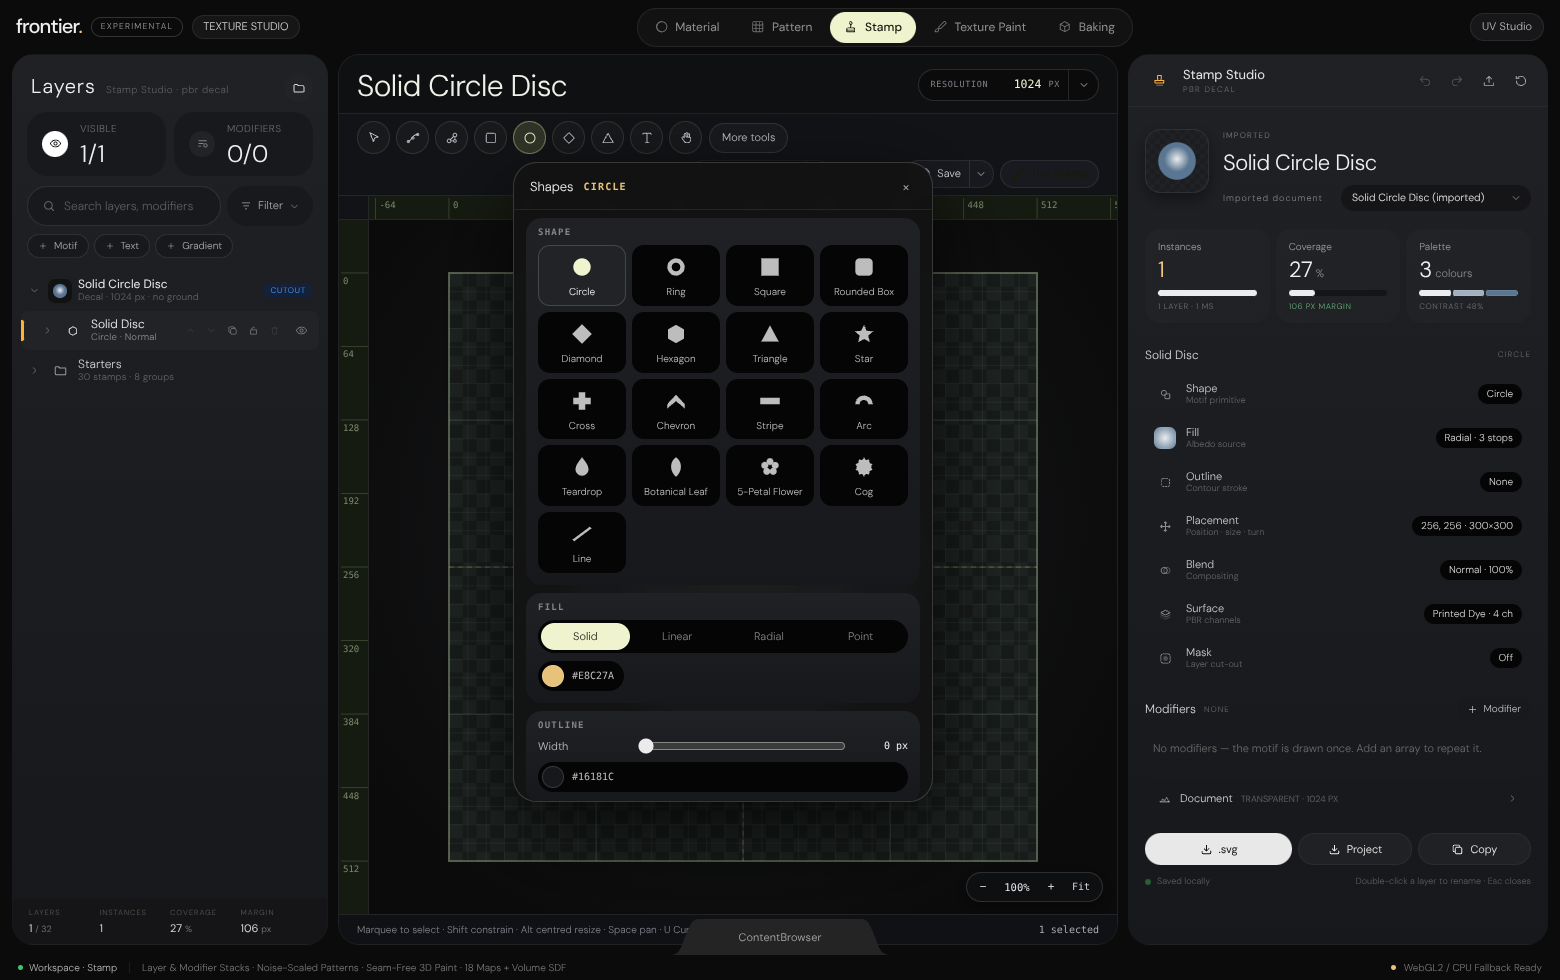 frontier.
EXPERIMENTAL
TEXTURE STUDIO
Material
Pattern
Stamp
Texture Paint
Baking
UV Studio
Layers
Stamp Studio · pbr decal
VISIBLE
1/1
MODIFIERS
0/0
Search layers, modifiers
Filter
+ Motif
+ Text
+ Gradient
Solid Circle Disc
Decal · 1024 px · no ground
CUTOUT
Solid Disc
Circle · Normal
Starters
30 stamps · 8 groups
LAYERS
1 / 32
INSTANCES
1
COVERAGE
27 %
MARGIN
106 px
Solid Circle Disc
RESOLUTION
1024 PX
More tools
Save
-64
0
448
512
0
64
128
192
256
320
384
448
512
Shapes CIRCLE
×
SHAPE
Circle
Ring
Square
Rounded Box
Diamond
Hexagon
Triangle
Star
Cross
Chevron
Stripe
Arc
Teardrop
Botanical Leaf
5-Petal Flower
Cog
Line
FILL
Solid
Linear
Radial
Point
#E8C27A
OUTLINE
Width
0 px
#16181C
− 100% + Fit
Marquee to select · Shift constrain · Alt centred resize · Space pan · U Cur
1 selected
ContentBrowser
Stamp Studio
PBR DECAL
IMPORTED
Solid Circle Disc
Imported document
Solid Circle Disc (imported)
Instances
1
1 LAYER · 1 MS
Coverage
27 %
106 PX MARGIN
Palette
3 colours
CONTRAST 48%
Solid Disc
CIRCLE
Shape
Motif primitive
Circle
Fill
Albedo source
Radial · 3 stops
Outline
Contour stroke
None
Placement
Position · size · turn
256, 256 · 300×300
Blend
Compositing
Normal · 100%
Surface
PBR channels
Printed Dye · 4 ch
Mask
Layer cut-out
Off
Modifiers NONE
+ Modifier
No modifiers — the motif is drawn once. Add an array to repeat it.
Document TRANSPARENT · 1024 PX
.svg
Project
Copy
Saved locally
Double-click a layer to rename · Esc closes
Workspace · Stamp
Layer & Modifier Stacks · Noise-Scaled Patterns · Seam-Free 3D Paint · 18 Maps + Volume SDF
WebGL2 / CPU Fallback Ready